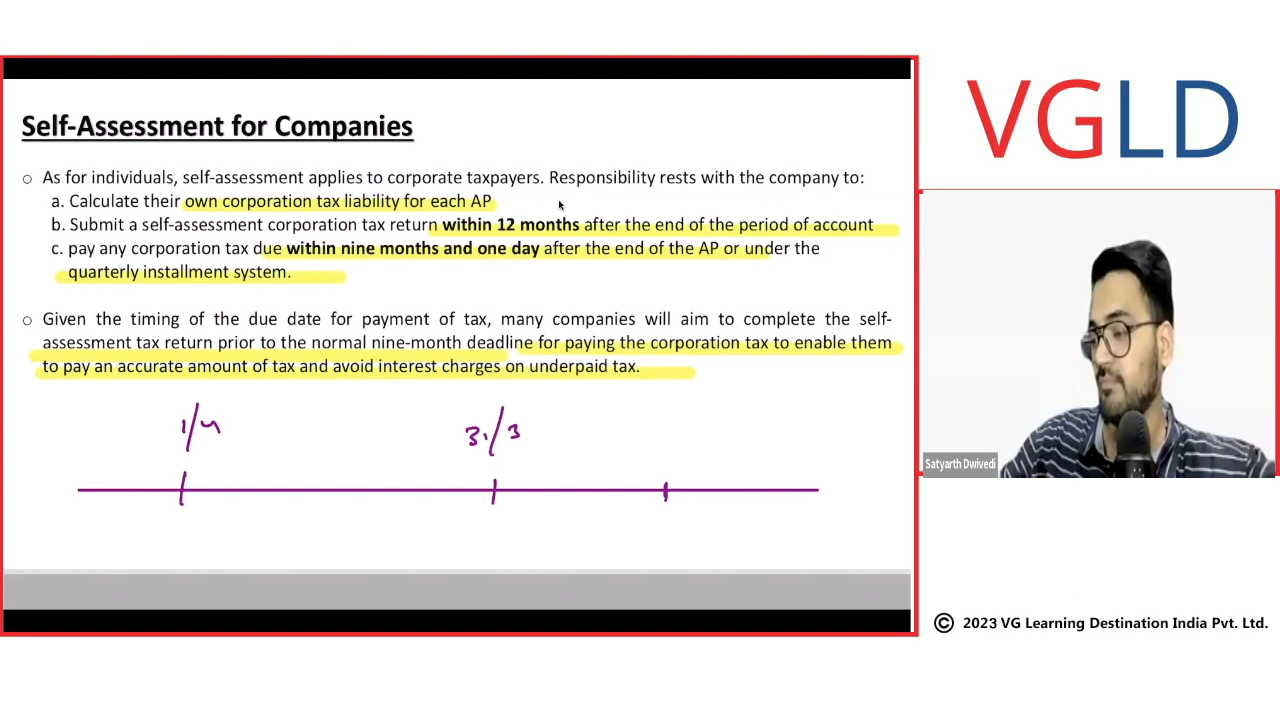 Self-Assessment for Companies
○ As for individuals, self-assessment applies to corporate taxpayers. Responsibility rests with the company to:
a. Calculate their own corporation tax liability for each AP
b. Submit a self-assessment corporation tax return within 12 months after the end of the period of account
c. pay any corporation tax due within nine months and one day after the end of the AP or under the
quarterly installment system.
○ Given the timing of the due date for payment of tax, many companies will aim to complete the self-
assessment tax return prior to the normal nine-month deadline for paying the corporation tax to enable them
to pay an accurate amount of tax and avoid interest charges on underpaid tax.
1/4
31/3
VGLD
Satyarth Dwivedi
© 2023 VG Learning Destination India Pvt. Ltd.